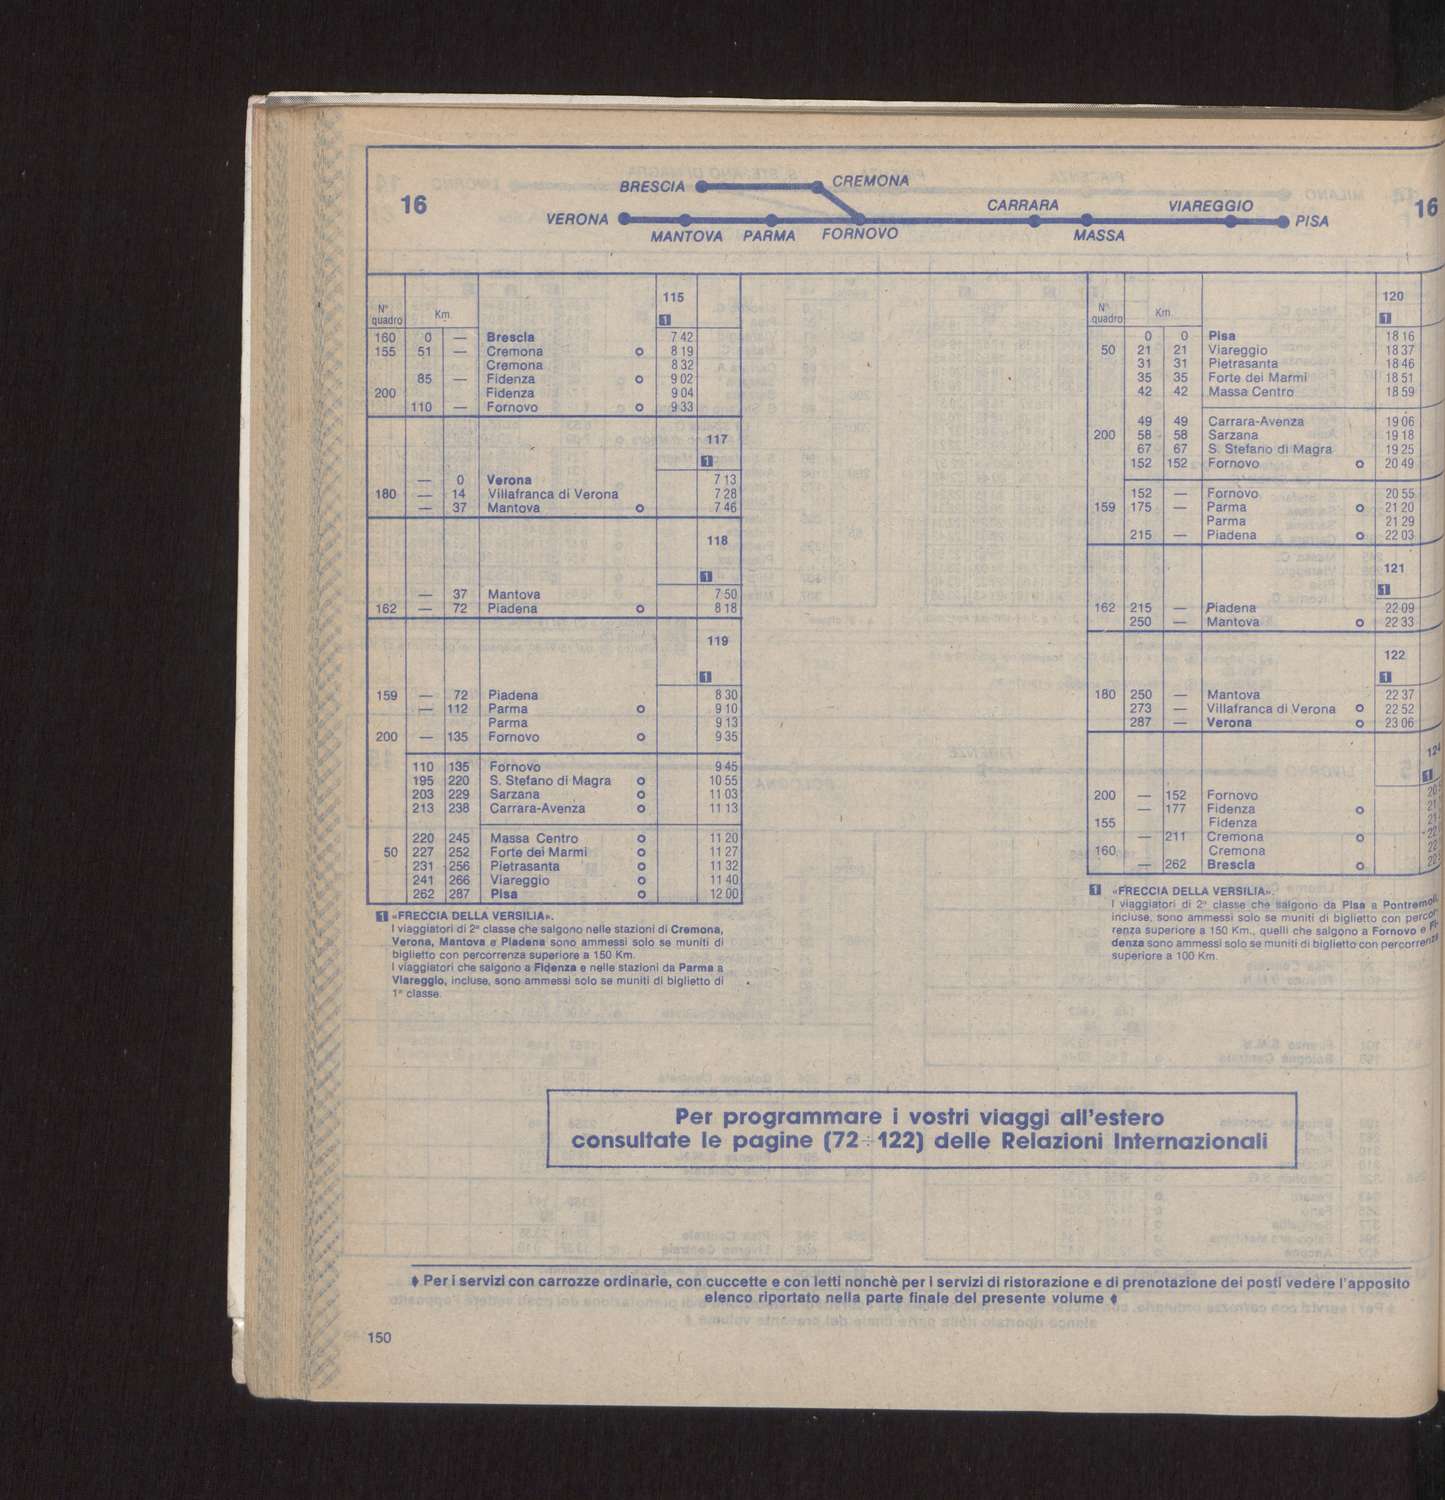 16
BRESCIA
CREMONA
VERONA
MANTOVA
PARMA
FORNOVO
CARRARA
MASSA
VIAREGGIO
PISA
16
N° quadro Km. 115
1
160 0 — Brescia 7 42
155 51 — Cremona o 8 19
Cremona 8 32
85 — Fidenza o 9 02
200 Fidenza 9 04
110 — Fornovo o 9 33
117
1
— 0 Verona 7 13
180 — 14 Villafranca di Verona 7 28
— 37 Mantova o 7 46
118
1
— 37 Mantova 7 50
162 — 72 Piadena o 8 18
119
1
159 — 72 Piadena 8 30
— 112 Parma o 9 10
Parma 9 13
200 — 135 Fornovo o 9 35
110 135 Fornovo 9 45
195 220 S. Stefano di Magra o 10 55
203 229 Sarzana o 11 03
213 238 Carrara-Avenza o 11 13
220 245 Massa Centro o 11 20
50 227 252 Forte dei Marmi o 11 27
231 256 Pietrasanta o 11 32
241 266 Viareggio o 11 40
262 287 Pisa o 12 00
1 «FRECCIA DELLA VERSILIA».
I viaggiatori di 2ª classe che salgono nelle stazioni di Cremona,
Verona, Mantova e Piadena sono ammessi solo se muniti di
biglietto con percorrenza superiore a 150 Km.
I viaggiatori che salgono a Fidenza e nelle stazioni da Parma a
Viareggio, incluse, sono ammessi solo se muniti di biglietto di
1ª classe.
N° quadro Km. 120
1
0 0 Pisa 18 16
50 21 21 Viareggio 18 37
31 31 Pietrasanta 18 46
35 35 Forte dei Marmi 18 51
42 42 Massa Centro 18 59
49 49 Carrara-Avenza 19 06
200 58 58 Sarzana 19 18
67 67 S. Stefano di Magra 19 25
152 152 Fornovo o 20 49
152 — Fornovo 20 55
159 175 — Parma o 21 20
Parma 21 29
215 — Piadena o 22 03
121
1
162 215 — Piadena 22 09
250 — Mantova o 22 33
122
1
180 250 — Mantova 22 37
273 — Villafranca di Verona o 22 52
287 — Verona o 23 06
124
1
200 — 152 Fornovo
— 177 Fidenza o
155 Fidenza
— 211 Cremona o
160 Cremona
— 262 Brescia o
1 «FRECCIA DELLA VERSILIA».
I viaggiatori di 2ª classe che salgono da Pisa a Pontremoli,
incluse, sono ammessi solo se muniti di biglietto con percor-
renza superiore a 150 Km., quelli che salgono a Fornovo e Fi-
denza sono ammessi solo se muniti di biglietto con percorrenza
superiore a 100 Km.
Per programmare i vostri viaggi all'estero
consultate le pagine (72÷122) delle Relazioni Internazionali
♦ Per i servizi con carrozze ordinarie, con cuccette e con letti nonchè per i servizi di ristorazione e di prenotazione dei posti vedere l'apposito
elenco riportato nella parte finale del presente volume ♦
150